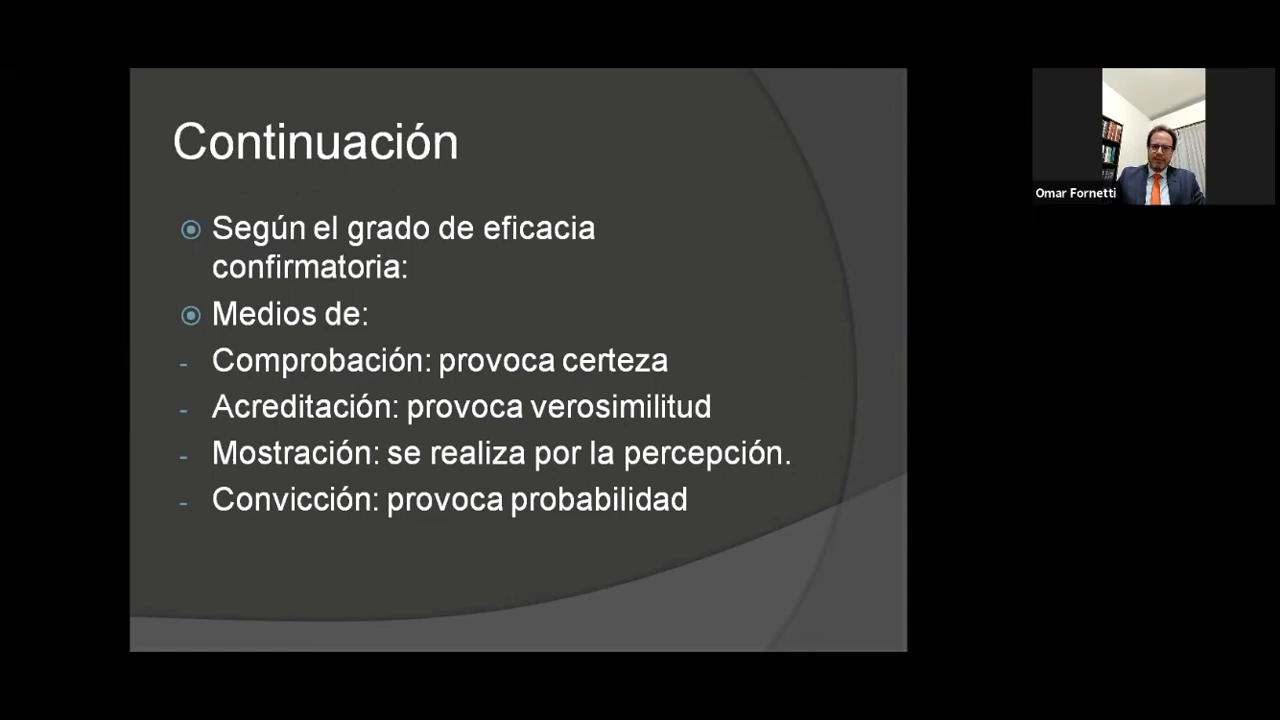 Continuación
Según el grado de eficacia
confirmatoria:
Medios de:
- Comprobación: provoca certeza
- Acreditación: provoca verosimilitud
- Mostración: se realiza por la percepción.
- Convicción: provoca probabilidad
Omar Fornetti